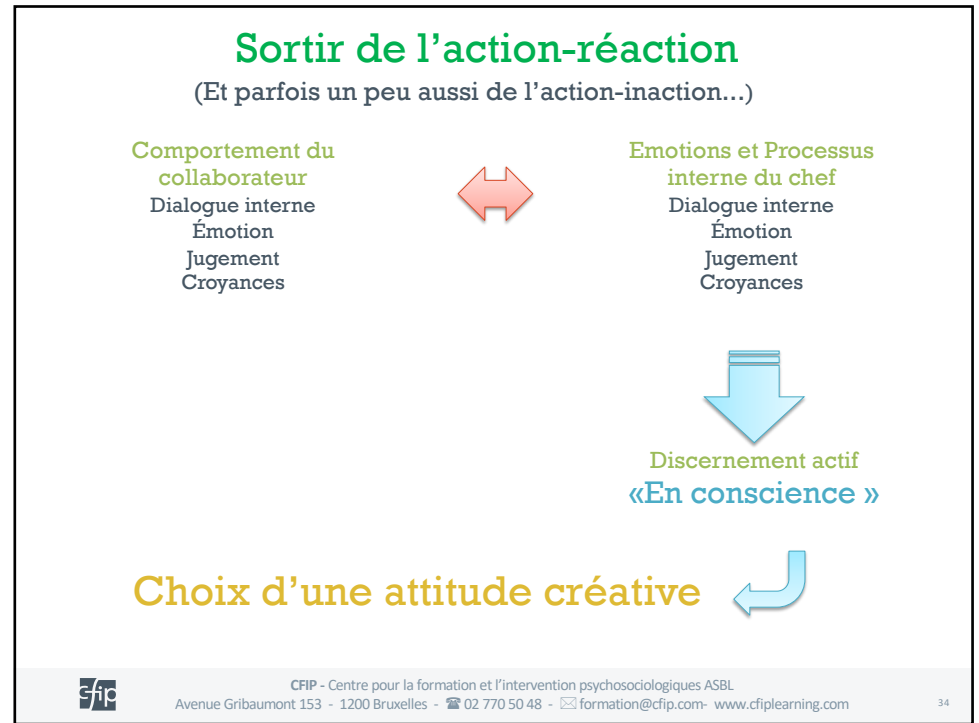 Sortir de l’action-réaction
(Et parfois un peu aussi de l’action-inaction…)
Comportement du
collaborateur
Dialogue interne
Émotion
Jugement
Croyances
Emotions et Processus
interne du chef
Dialogue interne
Émotion
Jugement
Croyances
Discernement actif
«En conscience »
Choix d’une attitude créative
cfip
CFIP - Centre pour la formation et l’intervention psychosociologiques ASBL
Avenue Gribaumont 153 - 1200 Bruxelles - ☎ 02 770 50 48 - ✉ formation@cfip.com- www.cfiplearning.com
34